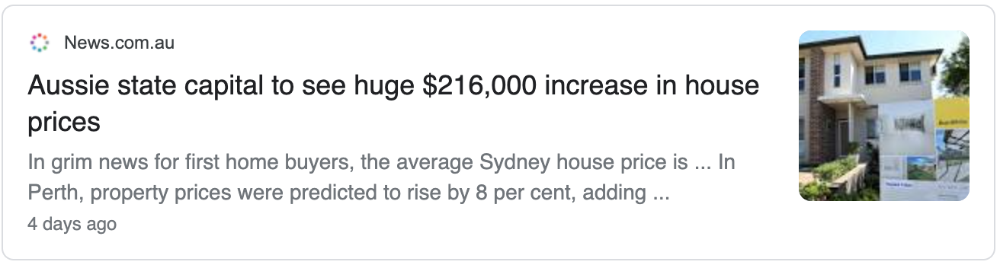 News.com.au
Aussie state capital to see huge $216,000 increase in house
prices
In grim news for first home buyers, the average Sydney house price is ... In
Perth, property prices were predicted to rise by 8 per cent, adding ...
4 days ago